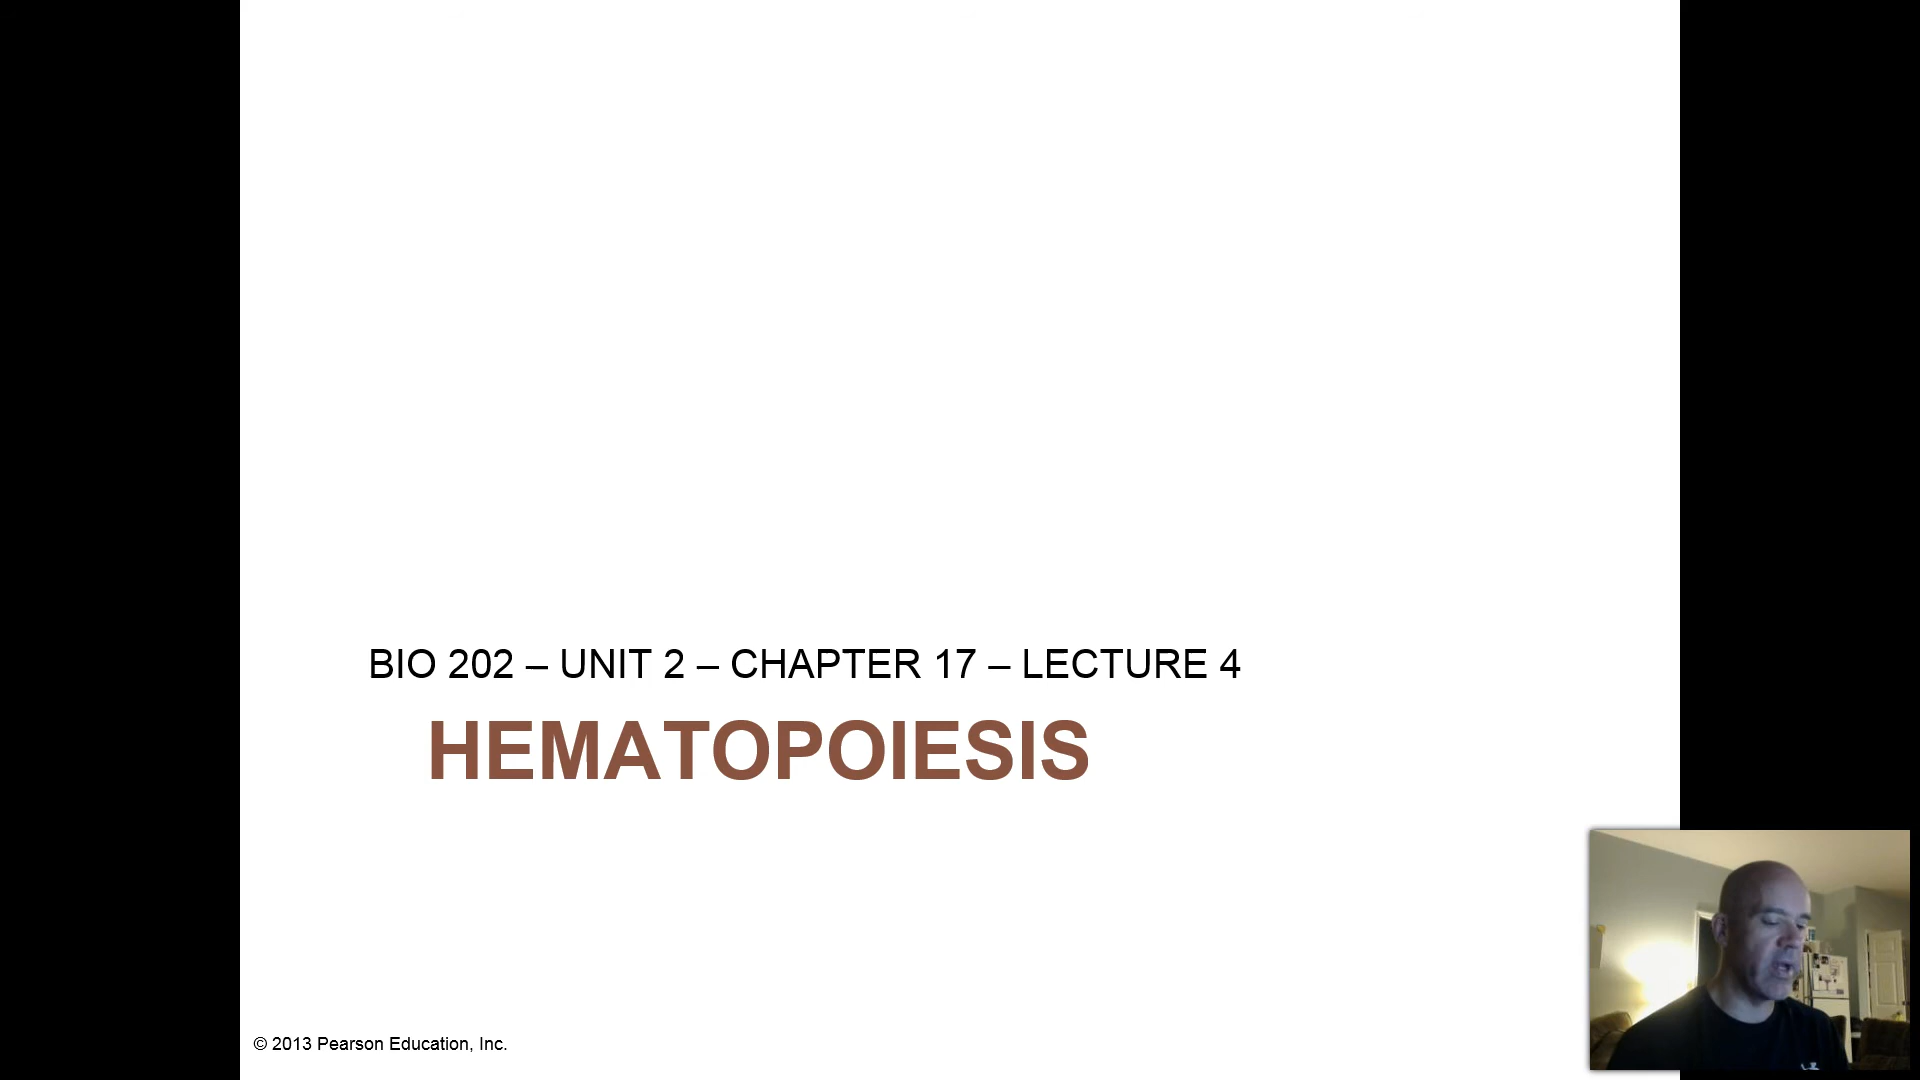 BIO 202 – UNIT 2 – CHAPTER 17 – LECTURE 4
HEMATOPOIESIS
© 2013 Pearson Education, Inc.